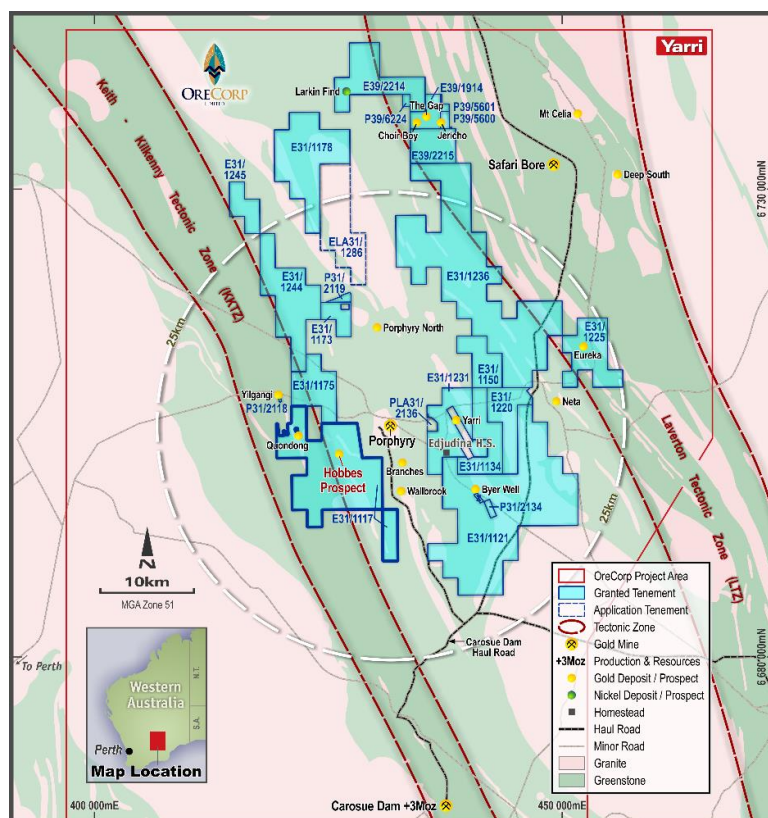 Yarri
ORECORP
LIMITED
Keith - Kilkenny Tectonic Zone (KKTZ)
Larkin Find
E39/2214
E39/1914
The Gap
P39/6224
P39/5601
P39/5600
Choir Boy
Jericho
E39/2215
Mt Celia
Safari Bore
Deep South
6 730 000mN
E31/1178
E31/
1245
ELA31/
1286
E31/
1244
P31/
2119
E31/
1173
E31/1236
25km
Porphyry North
E31/
1225
Eureka
E31/1175
Yilgangi
P31/2118
E31/1231
E31/
1150
PLA31/
2136
E31/
1220
Neta
Yarri
Porphyry
Edjudina H.S.
Qaondong
Hobbes
Prospect
Branches
E31/1134
Wallbrook
Byer Well
P31/2134
E31/1117
E31/1121
25km
Laverton Tectonic Zone (LTZ)
N
10km
MGA Zone 51
Carosue Dam
Haul Road
To Perth
6 680 000mN
Western
Australia
N.T.
S.A.
Perth
Map Location
OreCorp Project Area
Granted Tenement
Application Tenement
Tectonic Zone
Gold Mine
+3Moz Production & Resources
Gold Deposit / Prospect
Nickel Deposit / Prospect
Homestead
Haul Road
Minor Road
Granite
Greenstone
400 000mE
Carosue Dam +3Moz
450 000mE